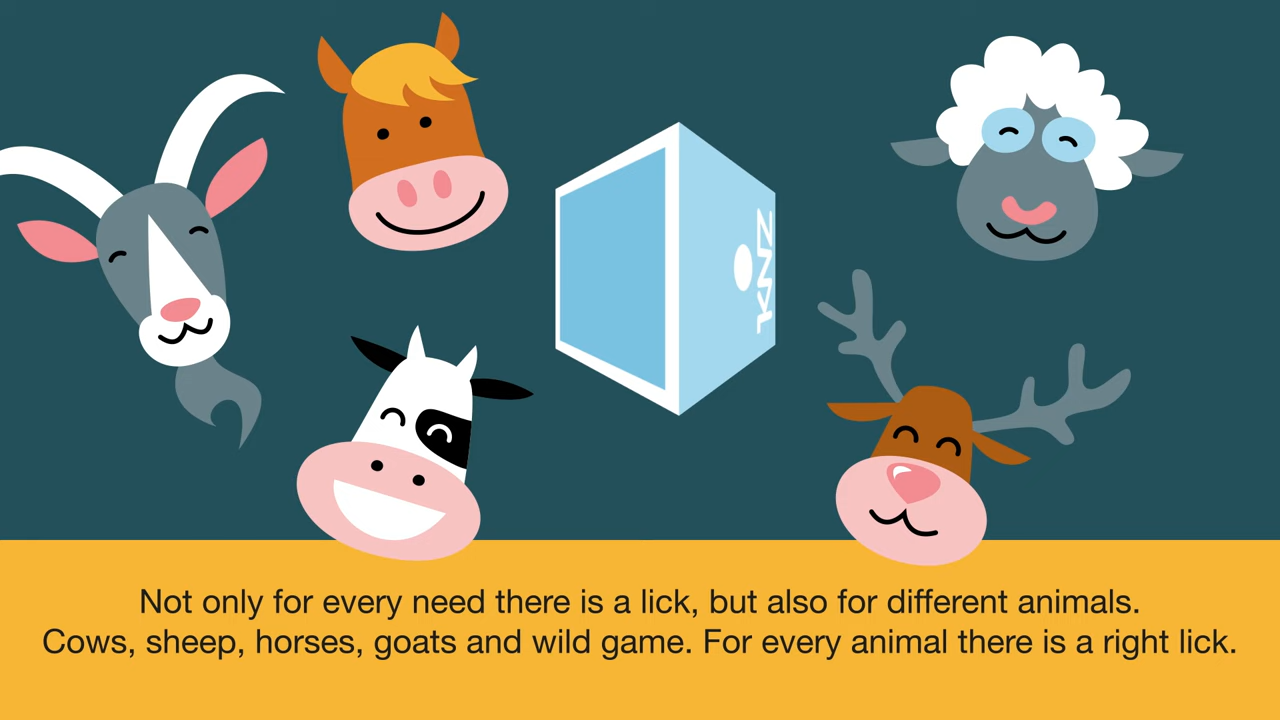 KNZ
Not only for every need there is a lick, but also for different animals.
Cows, sheep, horses, goats and wild game. For every animal there is a right lick.